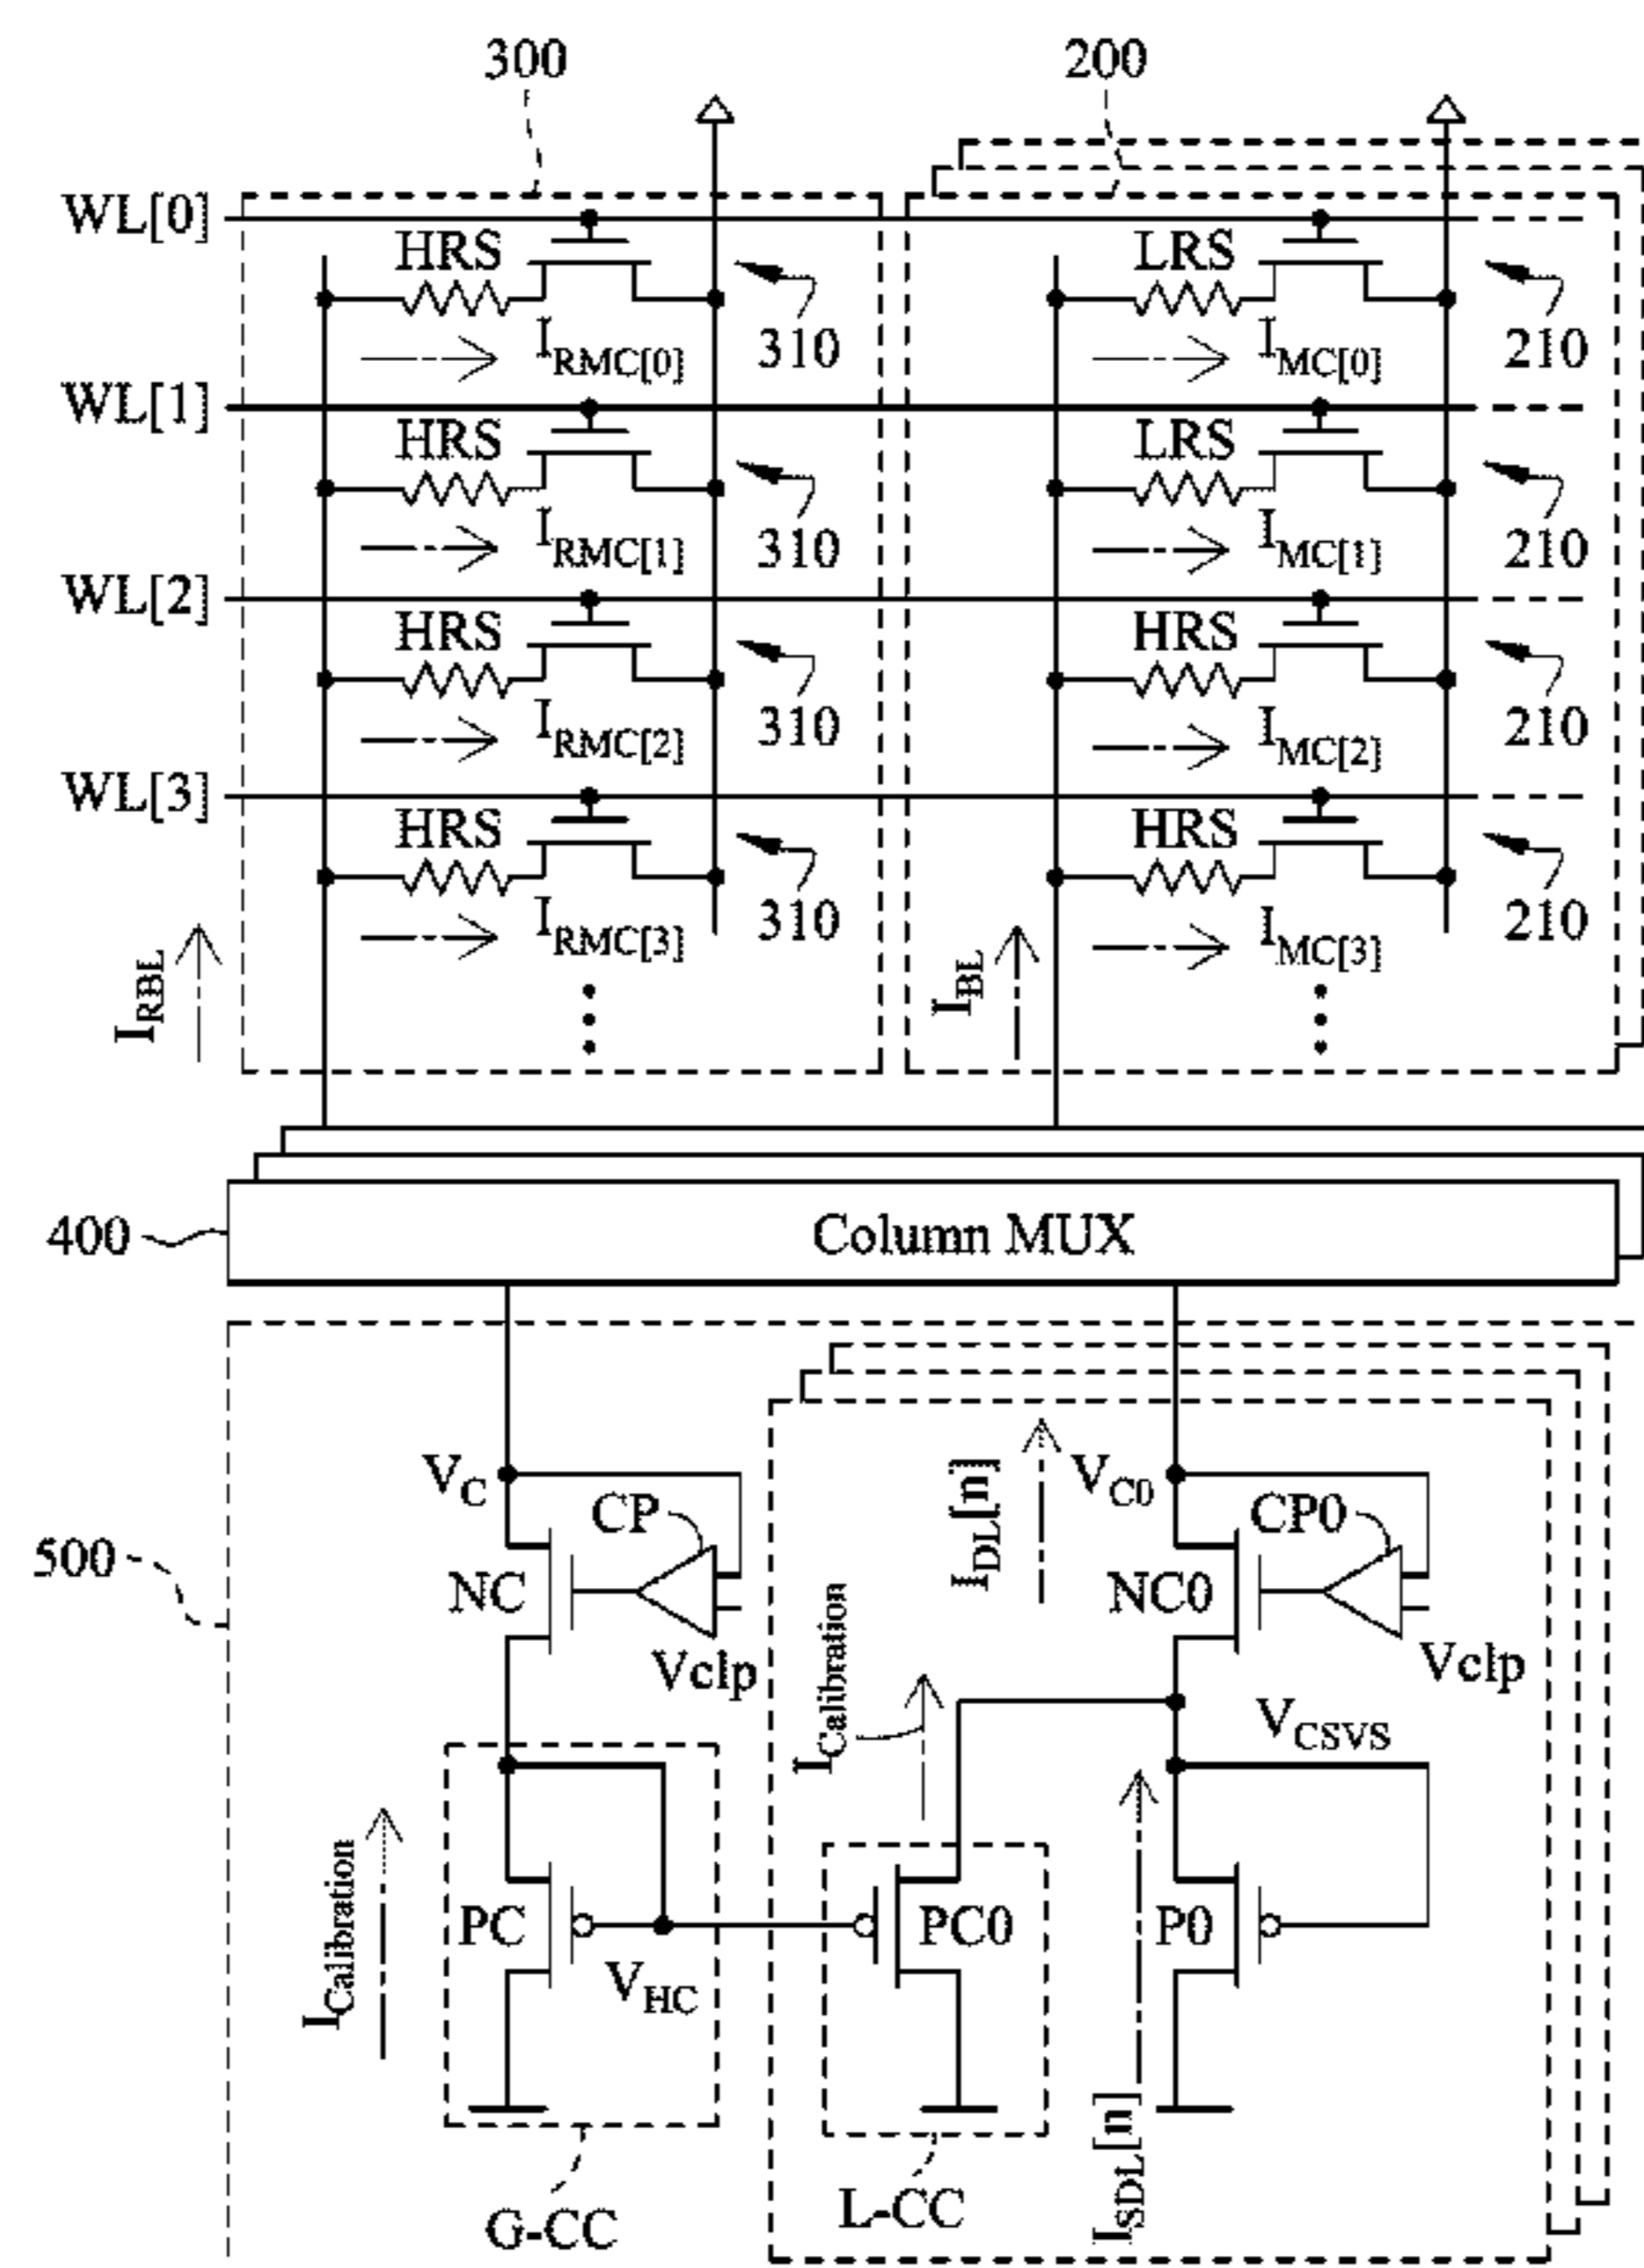 300
200
WL[0]
HRS
LRS
I_RMC[0]
310
I_MC[0]
210
WL[1]
HRS
LRS
I_RMC[1]
310
I_MC[1]
210
WL[2]
HRS
HRS
I_RMC[2]
310
I_MC[2]
210
WL[3]
HRS
HRS
I_RMC[3]
310
I_MC[3]
210
I_RBL
I_BL
400
Column MUX
500
V_C
CP
NC
Vclp
I_DL[n]
V_C0
CP0
NC0
Vclp
I_Calibration
V_CSVS
I_Calibration
PC
V_HC
PC0
P0
I_SDL[n]
G-CC
L-CC